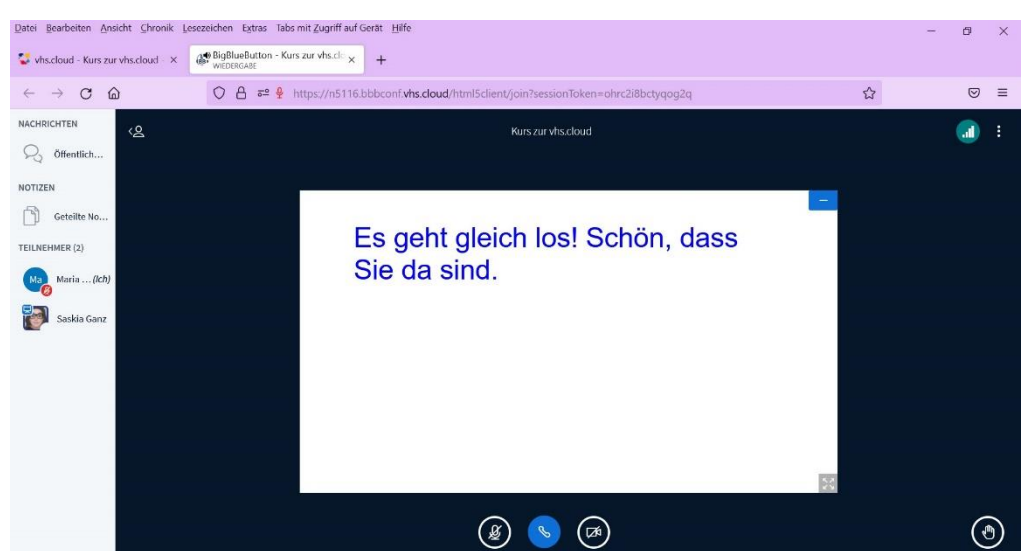 Datei Bearbeiten Ansicht Chronik Lesezeichen Extras Tabs mit Zugriff auf Gerät Hilfe
vhs.cloud - Kurs zur vhs.cloud -
BigBlueButton - Kurs zur vhs.clo
WIEDERGABE
https://n5116.bbbconf.vhs.cloud/html5client/join?sessionToken=ohrc2i8bctyqog2q
NACHRICHTEN
Öffentlich...
NOTIZEN
Geteilte No...
TEILNEHMER (2)
Ma
Maria ... (Ich)
Saskia Ganz
Kurs zur vhs.cloud
Es geht gleich los! Schön, dass
Sie da sind.